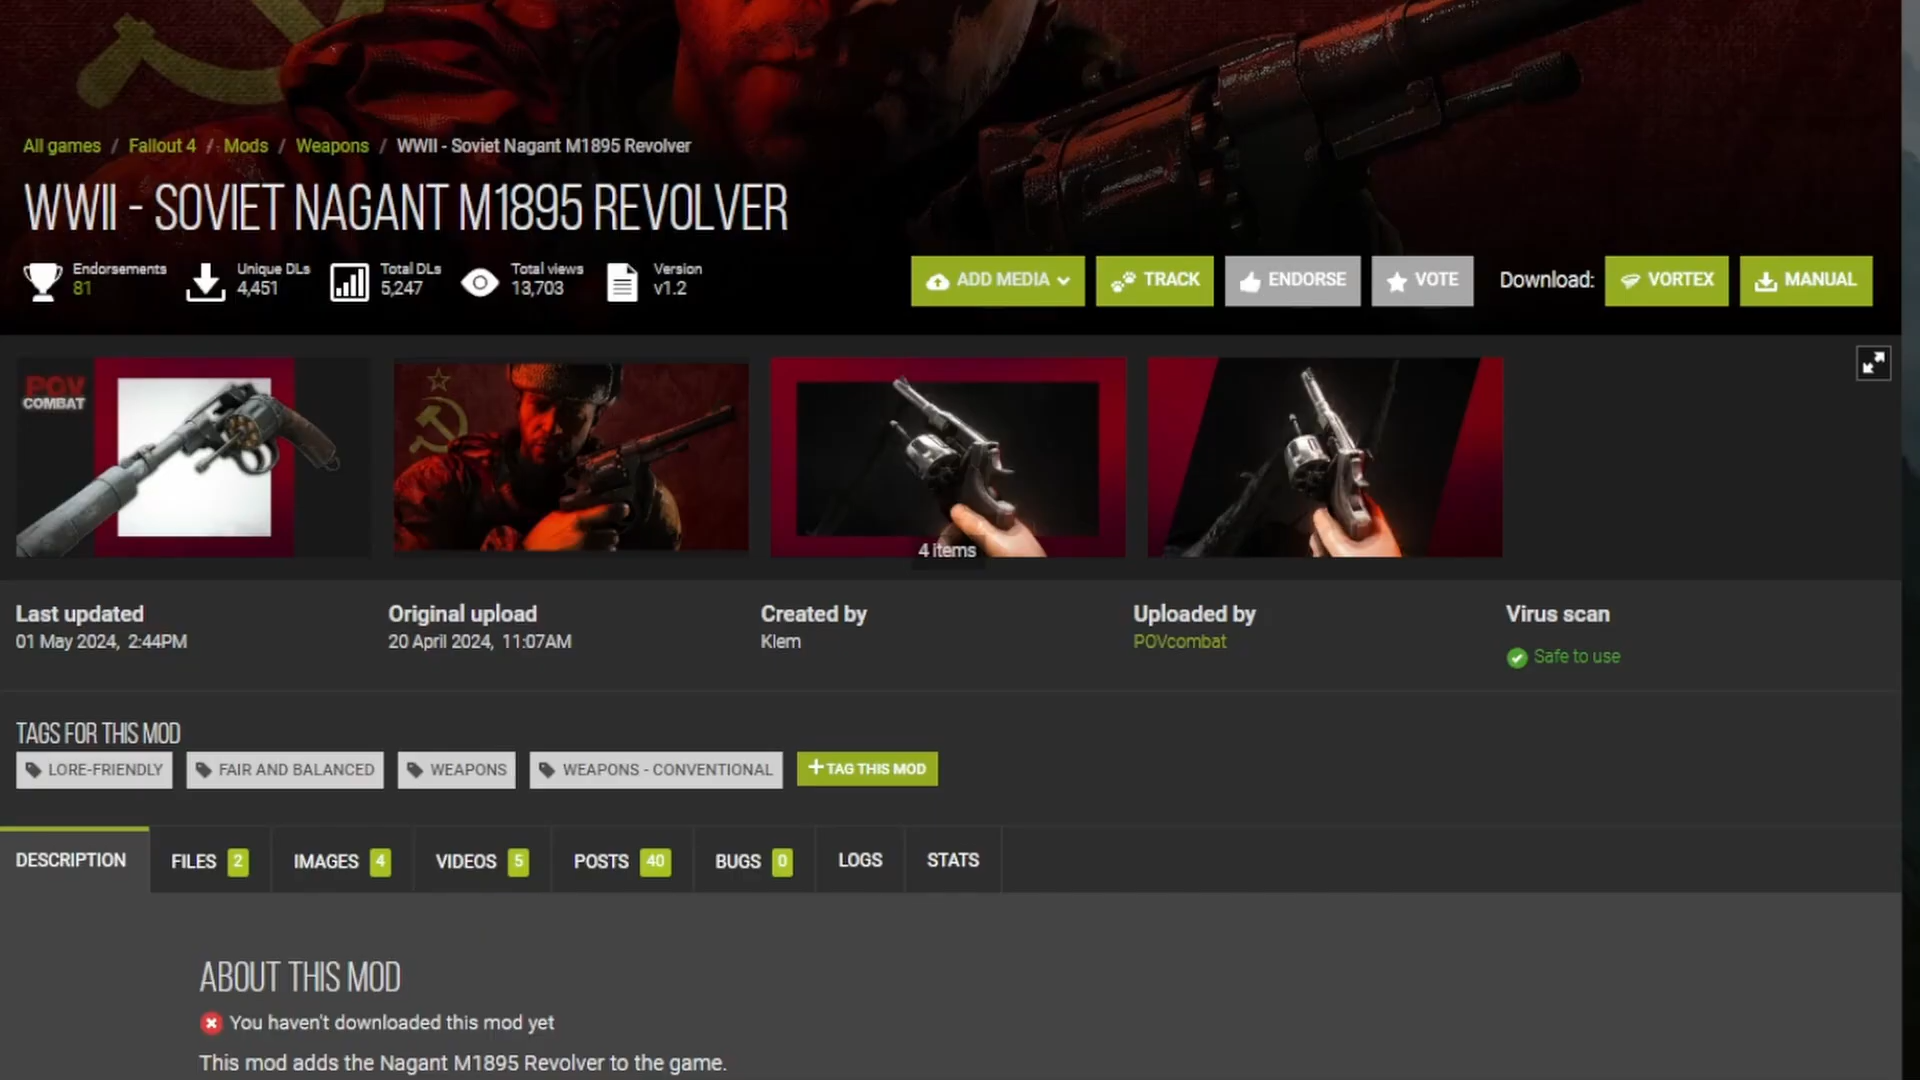 All games / Fallout 4 / Mods / Weapons / WWII - Soviet Nagant M1895 Revolver
WWII - SOVIET NAGANT M1895 REVOLVER
Endorsements
81
Unique DLs
4,451
Total DLs
5,247
Total views
13,703
Version
v1.2
ADD MEDIA
TRACK
ENDORSE
VOTE
Download:
VORTEX
MANUAL
POV
COMBAT
4 items
Last updated
01 May 2024, 2:44PM
Original upload
20 April 2024, 11:07AM
Created by
Klem
Uploaded by
POVcombat
Virus scan
Safe to use
TAGS FOR THIS MOD
LORE-FRIENDLY
FAIR AND BALANCED
WEAPONS
WEAPONS - CONVENTIONAL
+ TAG THIS MOD
DESCRIPTION
FILES 2
IMAGES 4
VIDEOS 5
POSTS 40
BUGS 0
LOGS
STATS
ABOUT THIS MOD
You haven't downloaded this mod yet
This mod adds the Nagant M1895 Revolver to the game.